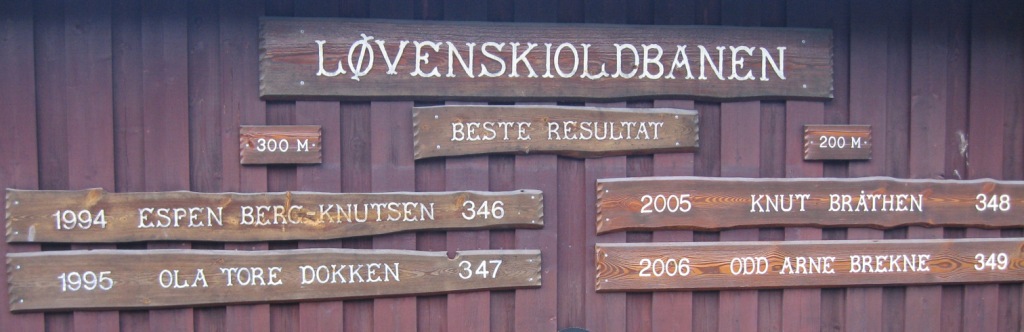 LØVENSKIOLDBANEN
BESTE RESULTAT
300 M
1994 ESPEN BERG-KNUTSEN 346
1995 OLA TORE DOKKEN 347
200 M
2005 KNUT BRÅTHEN 348
2006 ODD ARNE BREKNE 349